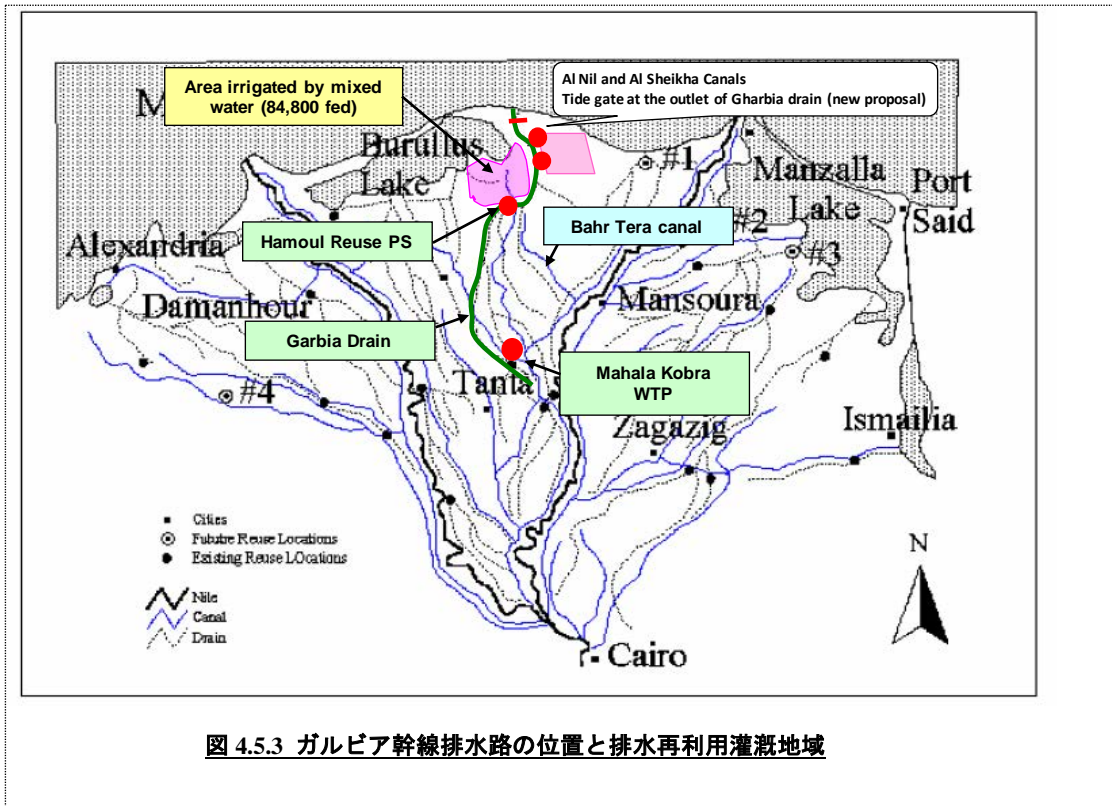 Al Nil and Al Sheikha Canals
Tide gate at the outlet of Gharbia drain (new proposal)
Area irrigated by mixed
water (84,800 fed)
M
Burullus
Lake
#1
Manzalla
Lake
Port
Said
Hamoul Reuse PS
Bahr Tera canal
#2
#3
Alexandria
Damanhour
Mansoura
Garbia Drain
Mahala Kobra
WTP
Tanta
#4
Zagazig
Ismailia
Cities
Future Reuse Locations
Existing Reuse LOcations
Nile
Canal
Drain
N
Cairo
図 4.5.3 ガルビア幹線排水路の位置と排水再利用灌漑地域